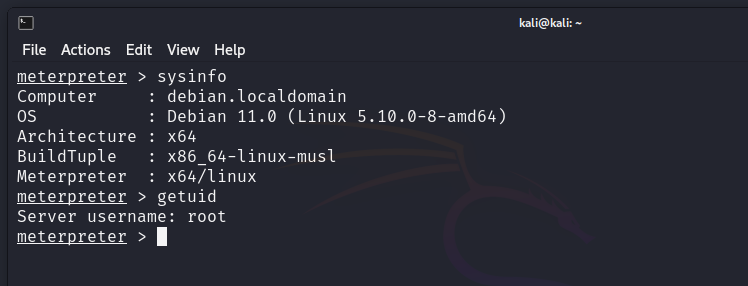 kali@kali: ~
File Actions Edit View Help
meterpreter > sysinfo
Computer     : debian.localdomain
OS           : Debian 11.0 (Linux 5.10.0-8-amd64)
Architecture : x64
BuildTuple   : x86_64-linux-musl
Meterpreter  : x64/linux
meterpreter > getuid
Server username: root
meterpreter >